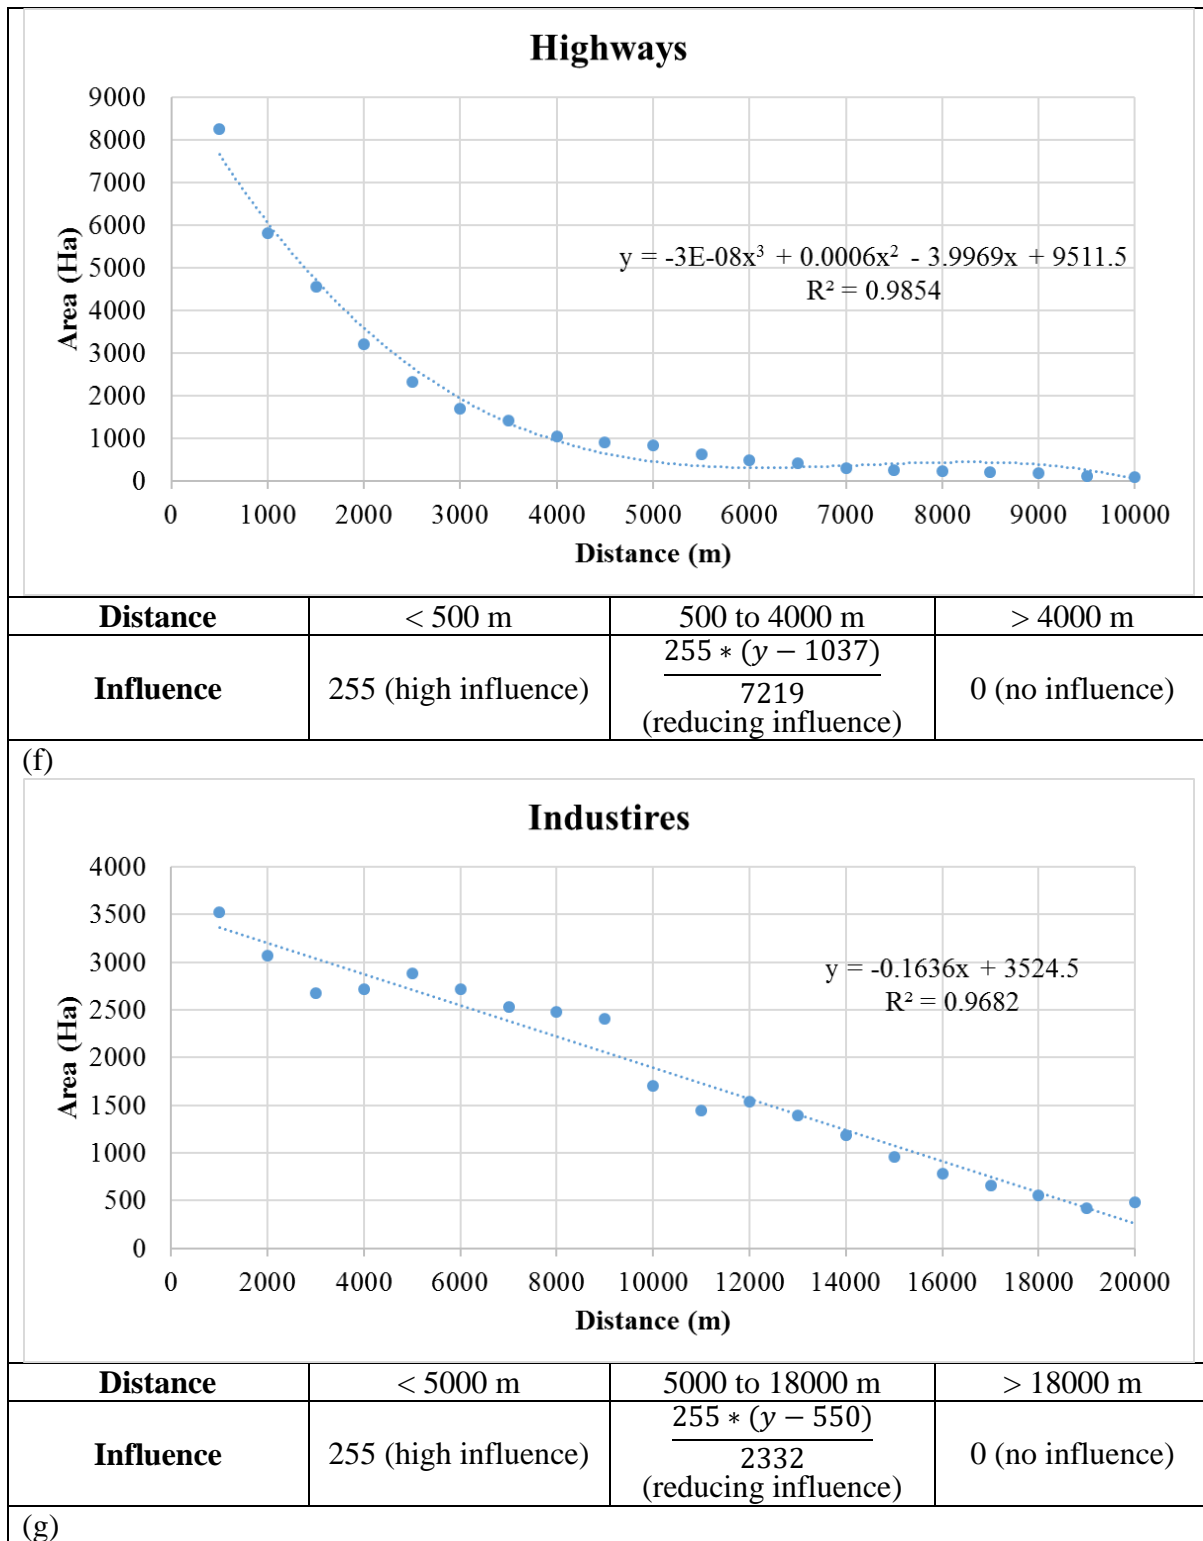 Highways
9000
8000
7000
6000
5000
4000
3000
2000
1000
0
Area (Ha)
y = -3E-08x³ + 0.0006x² - 3.9969x + 9511.5
R² = 0.9854
0 1000 2000 3000 4000 5000 6000 7000 8000 9000 10000
Distance (m)
Distance < 500 m 500 to 4000 m > 4000 m
Influence 255 (high influence) 255 ∗ (𝑦 − 1037) 0 (no influence)
7219
(reducing influence)
(f)
Industires
4000
3500
3000
2500
2000
1500
1000
500
0
Area (Ha)
y = -0.1636x + 3524.5
R² = 0.9682
0 2000 4000 6000 8000 10000 12000 14000 16000 18000 20000
Distance (m)
Distance < 5000 m 5000 to 18000 m > 18000 m
Influence 255 (high influence) 255 ∗ (𝑦 − 550) 0 (no influence)
2332
(reducing influence)
(g)